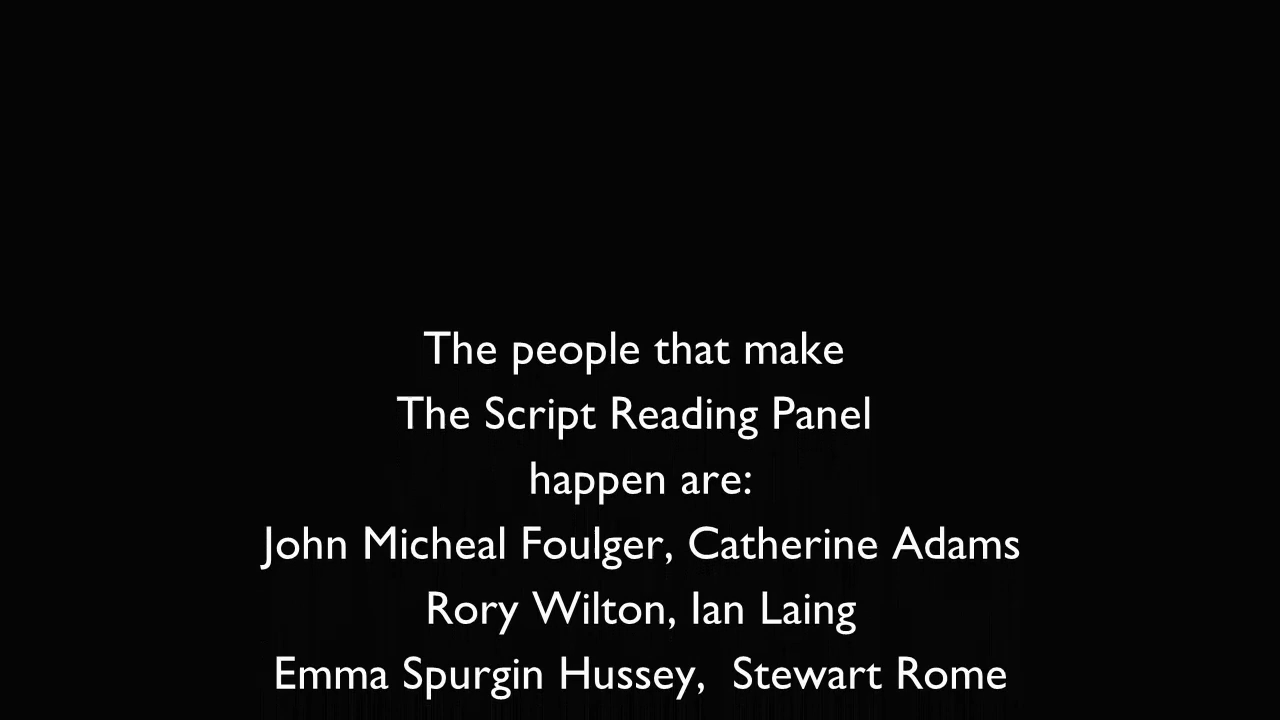 The people that make
The Script Reading Panel
happen are:
John Micheal Foulger, Catherine Adams
Rory Wilton, Ian Laing
Emma Spurgin Hussey,  Stewart Rome